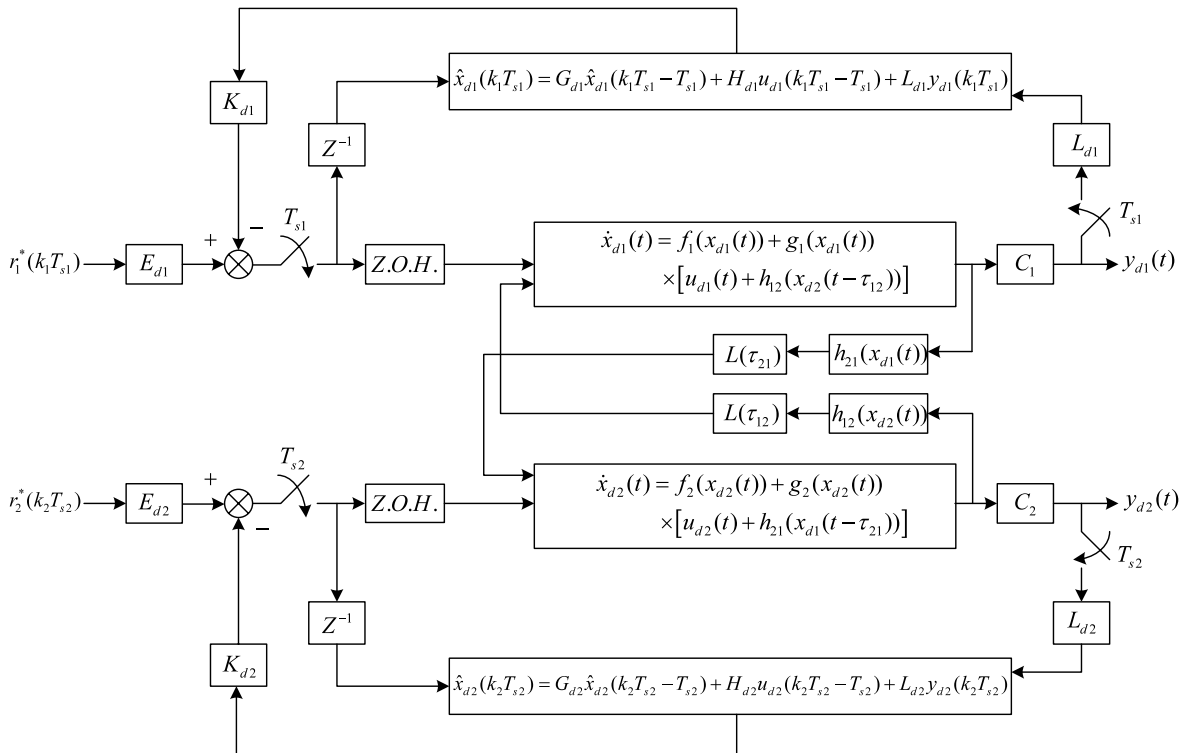 x̂_{d1}(k_1T_{s1}) = G_{d1}x̂_{d1}(k_1T_{s1} − T_{s1}) + H_{d1}u_{d1}(k_1T_{s1} − T_{s1}) + L_{d1}y_{d1}(k_1T_{s1})
K_{d1}
Z^{-1}
L_{d1}
T_{s1}
T_{s1}
−
+
r_1^*(k_1T_{s1})
E_{d1}
Z.O.H.
ẋ_{d1}(t) = f_1(x_{d1}(t)) + g_1(x_{d1}(t))
×[u_{d1}(t) + h_{12}(x_{d2}(t − τ_{12}))]
C_1
y_{d1}(t)
L(τ_{21})
h_{21}(x_{d1}(t))
L(τ_{12})
h_{12}(x_{d2}(t))
T_{s2}
+
r_2^*(k_2T_{s2})
E_{d2}
−
Z.O.H.
ẋ_{d2}(t) = f_2(x_{d2}(t)) + g_2(x_{d2}(t))
×[u_{d2}(t) + h_{21}(x_{d1}(t − τ_{21}))]
C_2
y_{d2}(t)
T_{s2}
Z^{-1}
L_{d2}
K_{d2}
x̂_{d2}(k_2T_{s2}) = G_{d2}x̂_{d2}(k_2T_{s2} − T_{s2}) + H_{d2}u_{d2}(k_2T_{s2} − T_{s2}) + L_{d2}y_{d2}(k_2T_{s2})